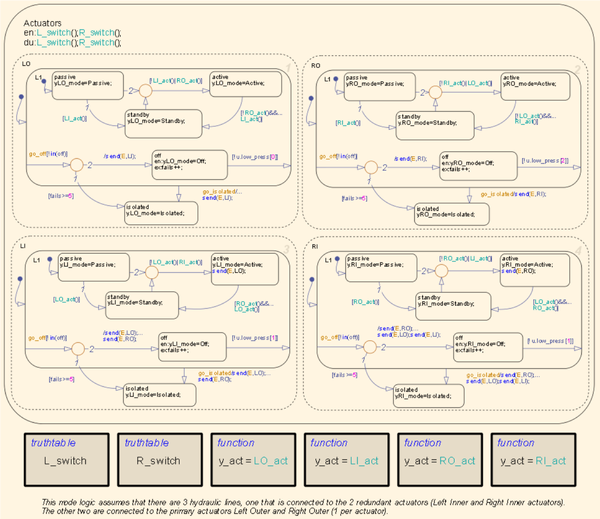 Actuators
en:L_switch();R_switch();
du:L_switch();R_switch();
LO
L1
passive
yLO_mode=Passive;
2
[!LI_act()|RO_act()]
active
yLO_mode=Active;
1
[LI_act()]
standby
yLO_mode=Standby;
[!RO_act()&&...
LI_act()]
go_off[!in(off)]
2
/send(E,LI);
off
en:yLO_mode=Off;
exfails++;
[!u.low_press[0]]
1
[fails>=5]
go_isolated/...
send(E,LI);
isolated
yLO_mode=Isolated;
RO
L1
passive
yRO_mode=Passive;
2
[!RI_act()|LO_act()]
active
yRO_mode=Active;
1
[RI_act()]
standby
yRO_mode=Standby;
[!LO_act()&&...
RI_act()]
go_off[!in(off)]
2
/send(E,RI);
off
en:yRO_mode=Off;
exfails++;
[!u.low_press[2]]
1
[fails>=5]
go_isolated/send(E,RI);
isolated
yRO_mode=Isolated;
LI
L1
passive
yLI_mode=Passive;
2
[!LO_act()|RI_act()]
active
yLI_mode=Active;
send(E,LO);
1
[LO_act()]
standby
yLI_mode=Standby;
[RO_act()&&...
LO_act()]
go_off[!in(off)]
2
/send(E,LO);...
send(E,RO);
off
en:yLI_mode=Off;
exfails++;
[!u.low_press[1]]
1
[fails>=5]
go_isolated/send(E,LO);...
send(E,RO);
isolated
yLI_mode=Isolated;
RI
L1
passive
yRI_mode=Passive;
2
[!RO_act()|LI_act()]
active
yRI_mode=Active;
send(E,RO);
1
[RO_act()]
standby
yRI_mode=Standby;
[LO_act()&&...
RO_act()]
go_off[!in(off)]
2
/send(E,RO);...
send(E,LO);send(E,LI);
off
en:yRI_mode=Off;
exfails++;
[!u.low_press[1]]
1
[fails>=5]
go_isolated/send(E,RO);...
send(E,LO);send(E,LI);
isolated
yRI_mode=Isolated;
truthtable
L_switch
truthtable
R_switch
function
y_act = LO_act
function
y_act = LI_act
function
y_act = RO_act
function
y_act = RI_act
This mode logic assumes that there are 3 hydraulic lines, one that is connected to the 2 redundant actuators (Left Inner and Right Inner actuators).
The other two are connected to the primary actuators Left Outer and Right Outer (1 per actuator).